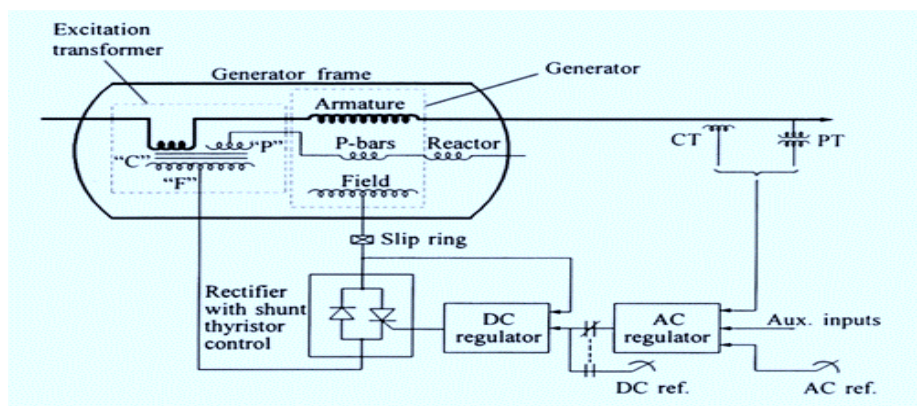 Excitation
transformer
Generator frame
Generator
Armature
"P"
P-bars
Reactor
"C"
"F"
Field
CT
PT
Slip ring
Rectifier
with shunt
thyristor
control
DC
regulator
AC
regulator
Aux. inputs
DC ref.
AC ref.